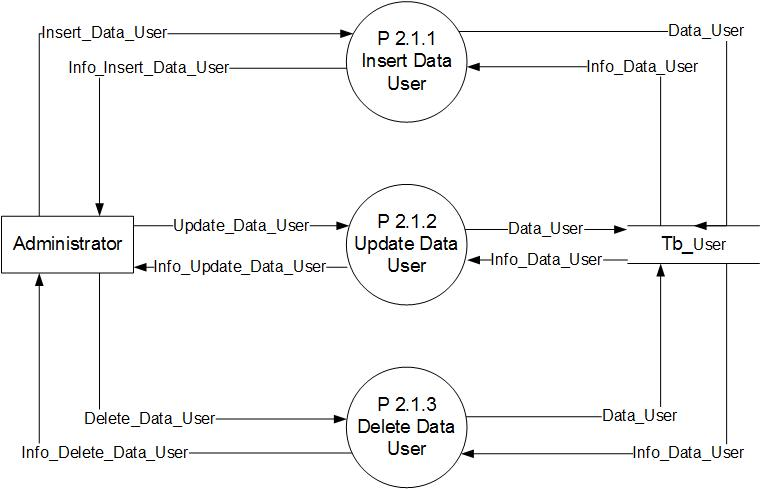 Insert_Data_User
P 2.1.1
Insert Data
User
Data_User
Info_Insert_Data_User
Info_Data_User
Administrator
Update_Data_User
P 2.1.2
Update Data
User
Data_User
Tb_User
Info_Update_Data_User
Info_Data_User
Delete_Data_User
P 2.1.3
Delete Data
User
Data_User
Info_Delete_Data_User
Info_Data_User